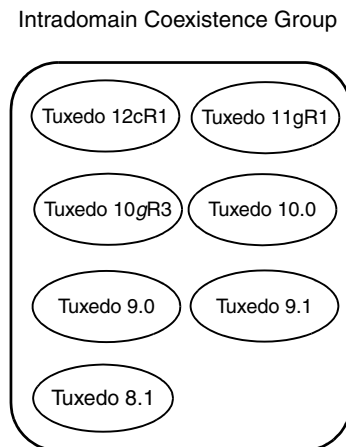 Intradomain Coexistence Group
Tuxedo 12cR1 Tuxedo 11gR1
Tuxedo 10gR3 Tuxedo 10.0
Tuxedo 9.0 Tuxedo 9.1
Tuxedo 8.1